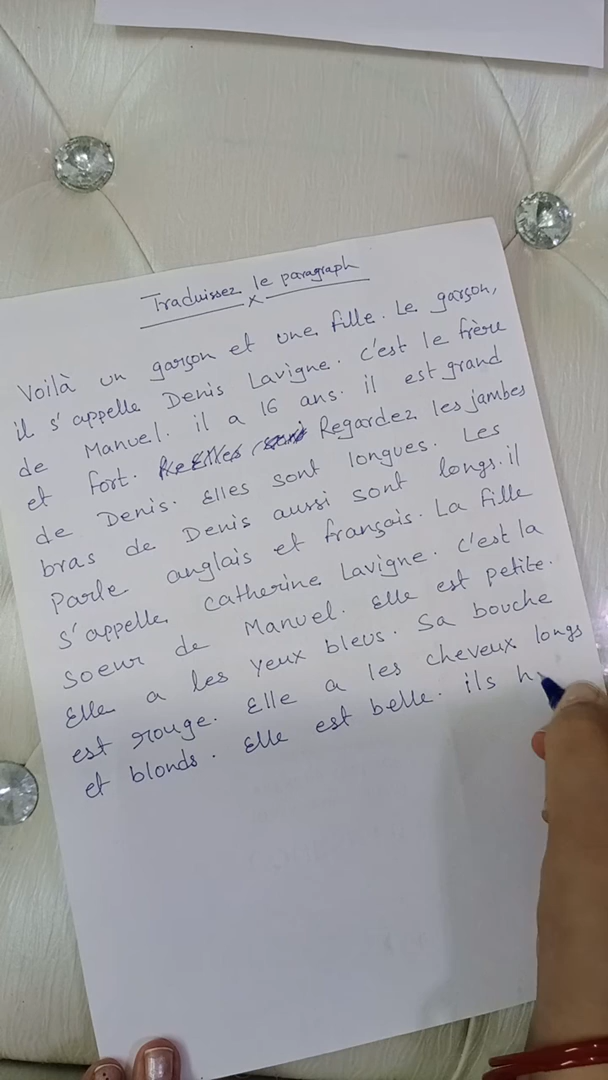 Traduissez le paragraph
x
Voilà un garçon et une fille. Le garçon,
il s'appelle Denis Lavigne. c'est le frère
de Manuel. il a 16 ans. il est grand
et fort. Regardez les jambes
de Denis. Elles sont longues. Les
bras de Denis aussi sont longs. il
Parle anglais et français. La fille
s'appelle Catherine Lavigne. c'est la
soeur de Manuel. Elle est petite.
Elle a les yeux bleus. Sa bouche
est rouge. Elle a les cheveux longs
et blonds. Elle est belle. ils h